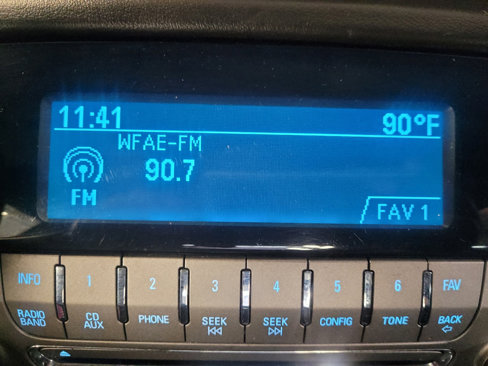 11:41 90°F
WFAE-FM
90.7
FM
FAV 1
INFO 1 2 3 4 5 6 FAV
RADIO BAND CD AUX PHONE SEEK SEEK CONFIG TONE BACK